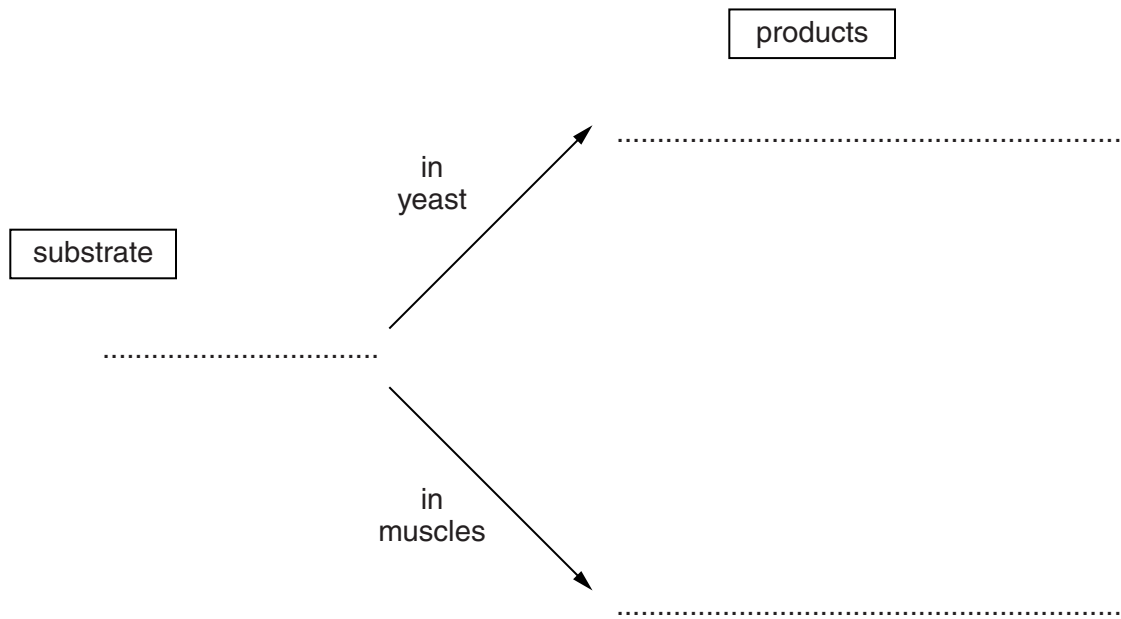 products
in
yeast
substrate
in
muscles